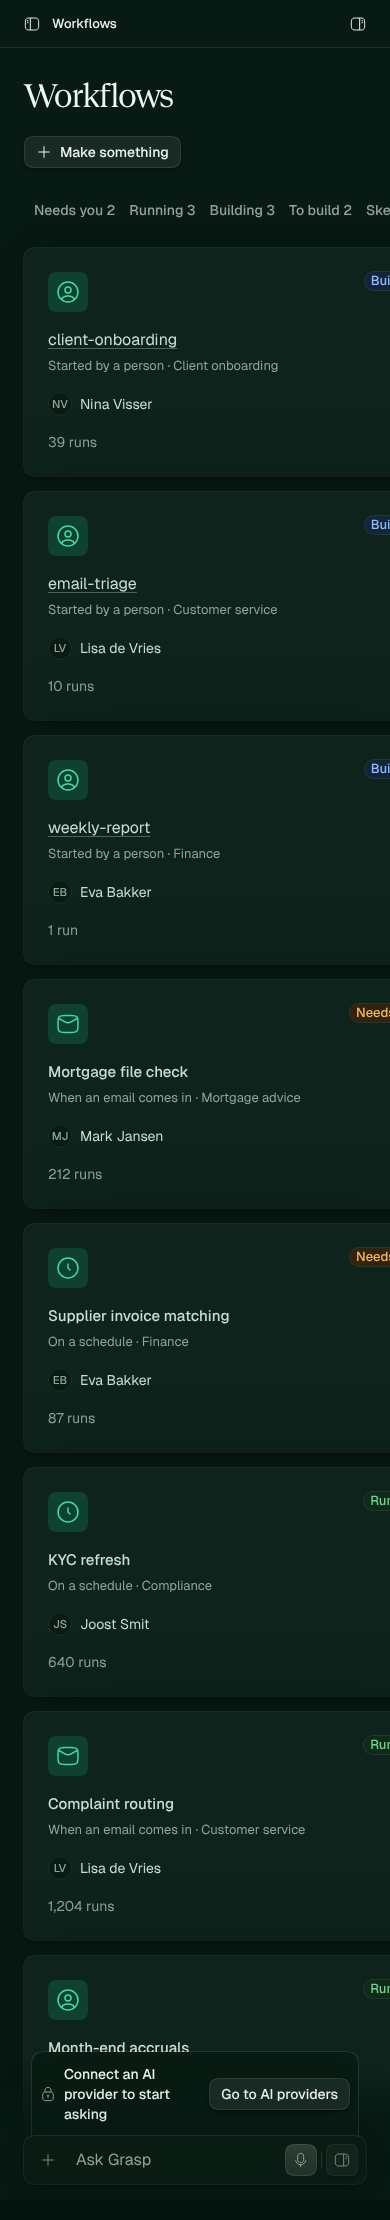 Workflows
Workflows
Make something
Needs you 2 Running 3 Building 3 To build 2
client-onboarding
Started by a person · Client onboarding
NV Nina Visser
39 runs
email-triage
Started by a person · Customer service
LV Lisa de Vries
10 runs
weekly-report
Started by a person · Finance
EB Eva Bakker
1 run
Needs
Mortgage file check
When an email comes in · Mortgage advice
MJ Mark Jansen
212 runs
Needs
Supplier invoice matching
On a schedule · Finance
EB Eva Bakker
87 runs
KYC refresh
On a schedule · Compliance
JS Joost Smit
640 runs
Complaint routing
When an email comes in · Customer service
LV Lisa de Vries
1,204 runs
Month-end accruals
Connect an AI
provider to start
asking
Go to AI providers
Ask Grasp